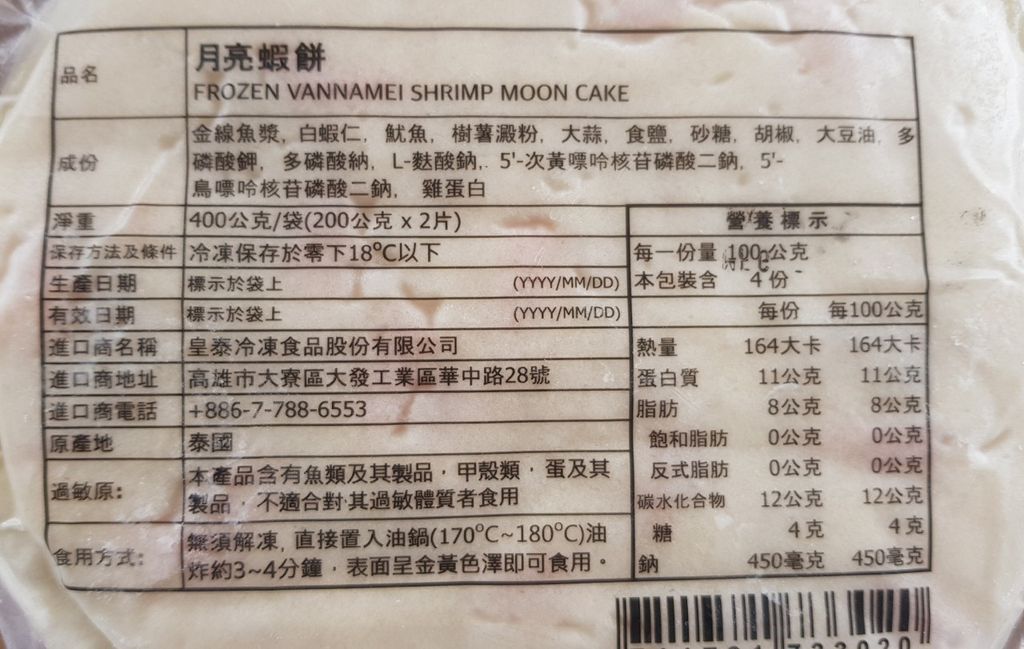 品名 月亮蝦餅
FROZEN VANNAMEI SHRIMP MOON CAKE
成份 金線魚漿, 白蝦仁, 魷魚, 樹薯澱粉, 大蒜, 食鹽, 砂糖, 胡椒, 大豆油, 多
磷酸鉀, 多磷酸納, L-麩酸鈉, 5'-次黃嘌呤核苷磷酸二鈉, 5'-
鳥嘌呤核苷磷酸二鈉, 雞蛋白
淨重 400公克/袋(200公克 x 2片)
保存方法及條件 冷凍保存於零下18°C以下
生產日期 標示於袋上 (YYYY/MM/DD)
有效日期 標示於袋上 (YYYY/MM/DD)
進口商名稱 皇泰冷凍食品股份有限公司
進口商地址 高雄市大寮區大發工業區華中路28號
進口商電話 +886-7-788-6553
原產地 泰國
過敏原: 本產品含有魚類及其製品，甲殼類，蛋及其
製品，不適合對其過敏體質者食用
食用方式: 無須解凍, 直接置入油鍋(170°C~180°C)油
炸約3~4分鐘，表面呈金黃色澤即可食用。
營養標示
每一份量 100 公克
本包裝含 4 份
每份 每100公克
熱量 164大卡 164大卡
蛋白質 11公克 11公克
脂肪 8公克 8公克
飽和脂肪 0公克 0公克
反式脂肪 0公克 0公克
碳水化合物 12公克 12公克
糖 4克 4克
鈉 450毫克 450毫克